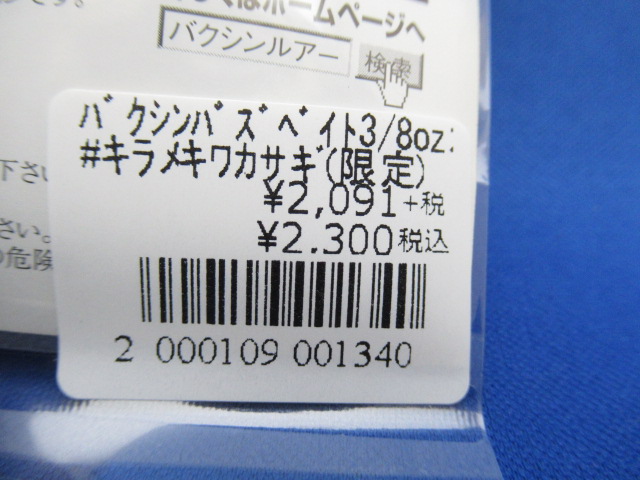 くはホームページへ
バクシンルアー 検索
バクシンバズベイト3/8oz:
#キラメキワカサギ(限定)
¥2,091+税
¥2.300税込
下さい
さい。
の危険
2 000109 001340